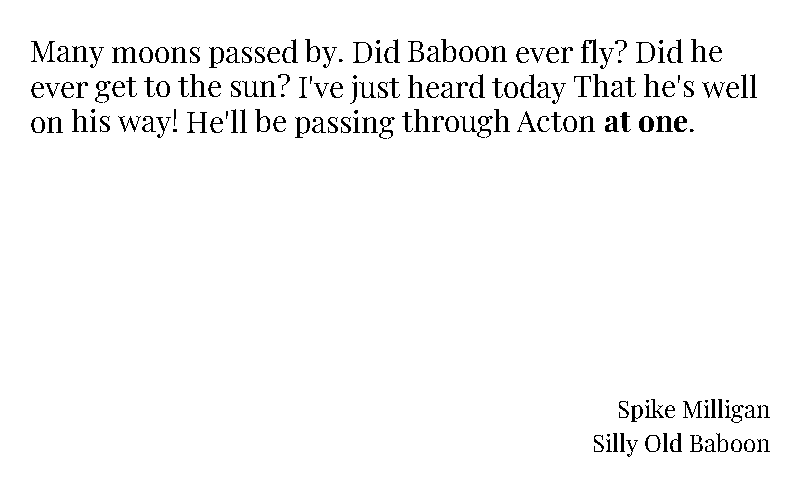 Many moons passed by. Did Baboon ever fly? Did he
ever get to the sun? I've just heard today That he's well
on his way! He'll be passing through Acton at one.
Spike Milligan
Silly Old Baboon